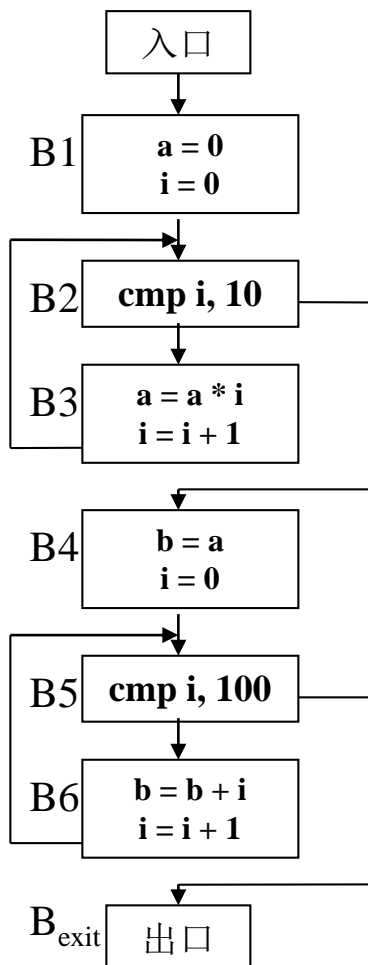 入口
B1
a = 0
i = 0
B2
cmp i, 10
B3
a = a * i
i = i + 1
B4
b = a
i = 0
B5
cmp i, 100
B6
b = b + i
i = i + 1
Bexit
出口